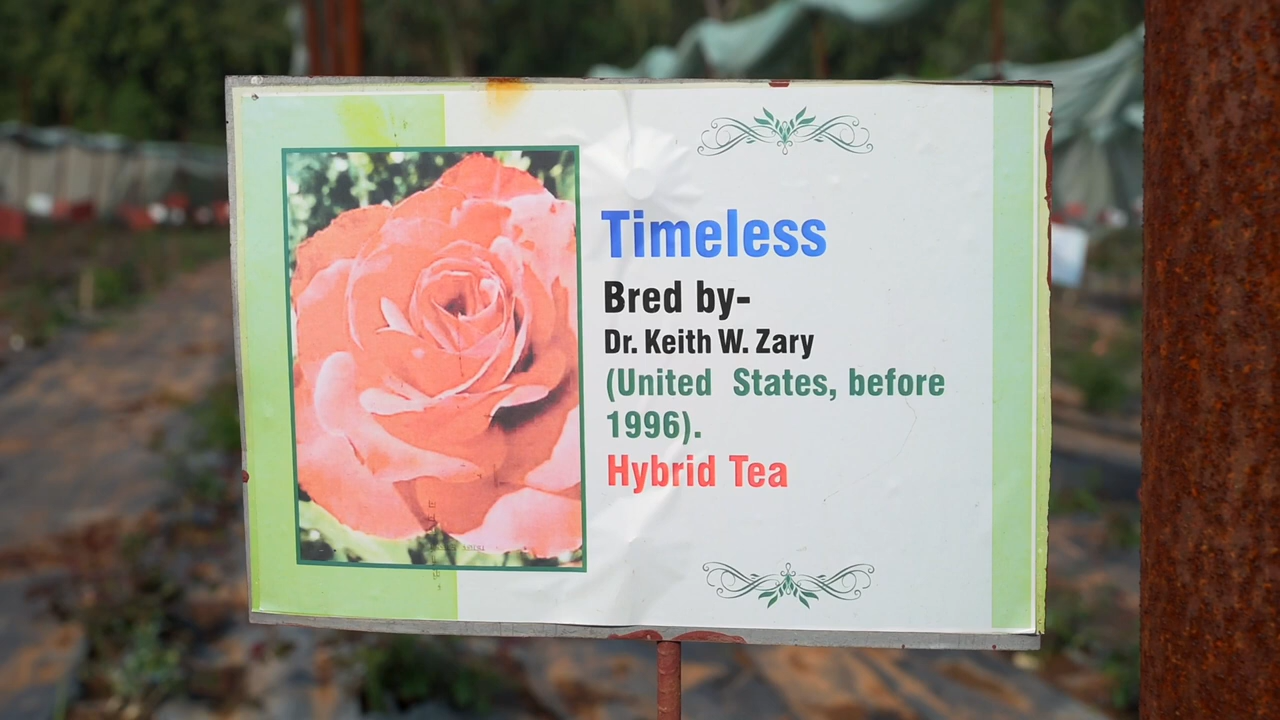 Timeless
Bred by-
Dr. Keith W. Zary
(United States, before
1996).
Hybrid Tea